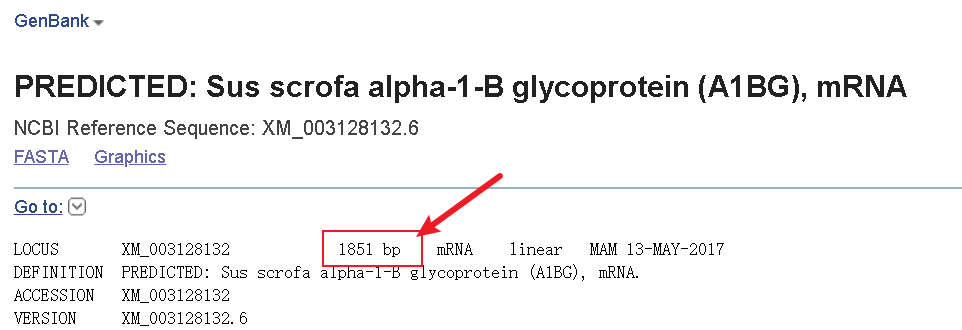 GenBank
PREDICTED: Sus scrofa alpha-1-B glycoprotein (A1BG), mRNA
NCBI Reference Sequence: XM_003128132.6
FASTA Graphics
Go to:
LOCUS XM_003128132 1851 bp mRNA linear MAM 13-MAY-2017
DEFINITION PREDICTED: Sus scrofa alpha-1-B glycoprotein (A1BG), mRNA.
ACCESSION XM_003128132
VERSION XM_003128132.6